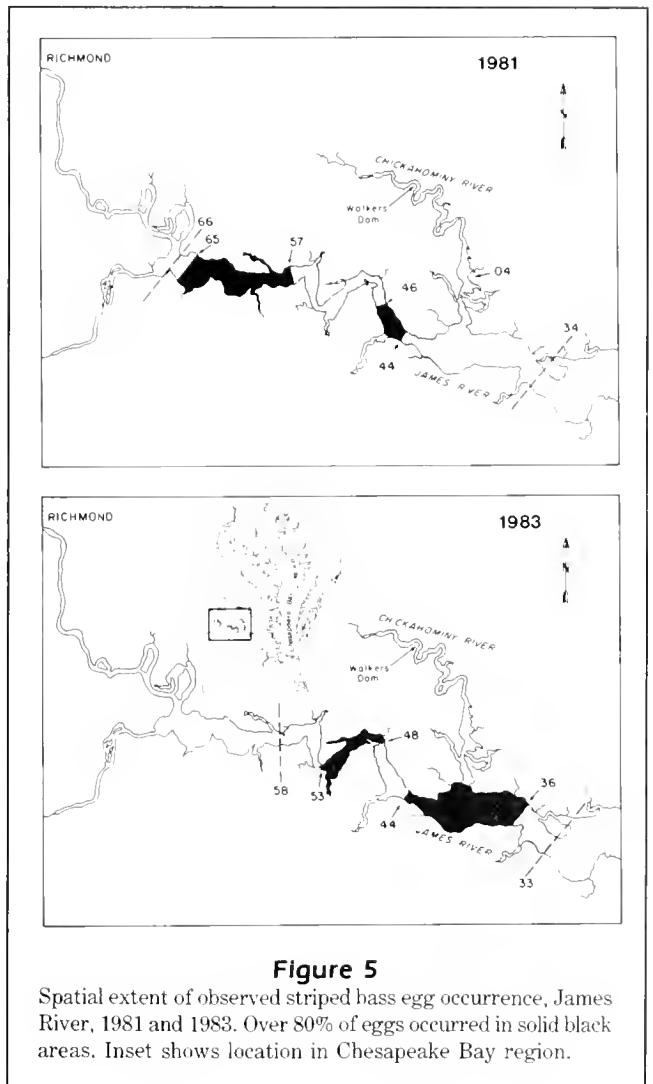 RICHMOND
1981
CHICKAHOMINY RIVER
Walkers
Dam
66
65
57
04
46
34
44
JAMES RIVER
RICHMOND
1983
CHICKAHOMINY RIVER
Walkers
Dam
48
36
58
53
44
JAMES RIVER
33
Figure 5
Spatial extent of observed striped bass egg occurrence, James
River, 1981 and 1983. Over 80% of eggs occurred in solid black
areas. Inset shows location in Chesapeake Bay region.